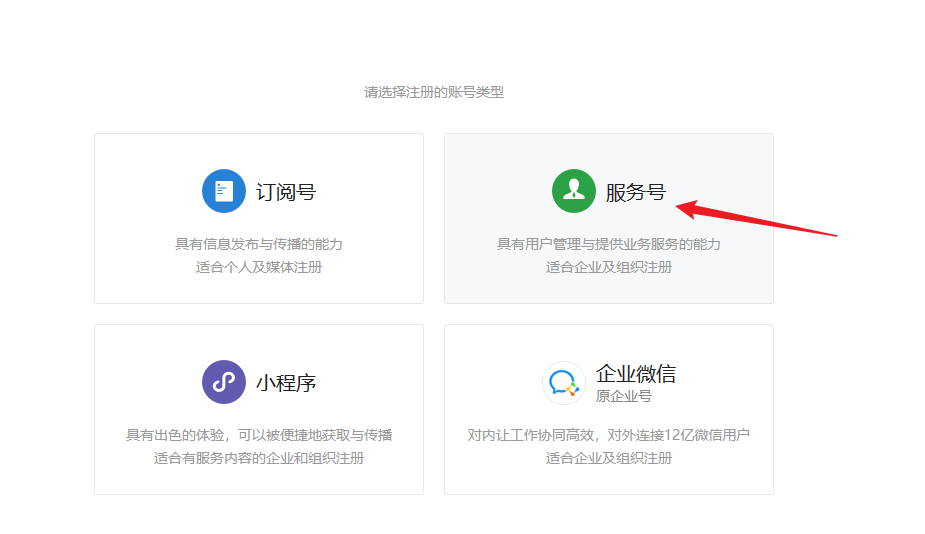 请选择注册的账号类型
订阅号
具有信息发布与传播的能力
适合个人及媒体注册
服务号
具有用户管理与提供业务服务的能力
适合企业及组织注册
小程序
具有出色的体验，可以被便捷地获取与传播
适合有服务内容的企业和组织注册
企业微信
原企业号
对内让工作协同高效，对外连接12亿微信用户
适合企业及组织注册